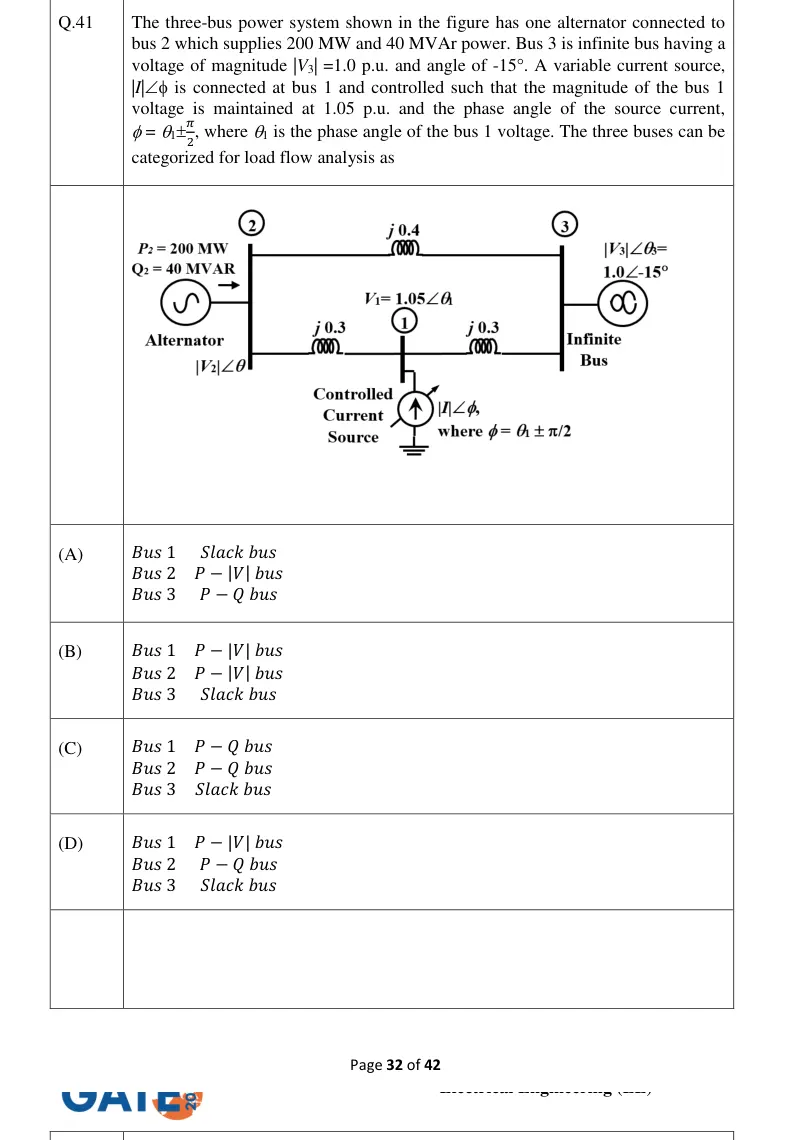 Q.41
The three-bus power system shown in the figure has one alternator connected to
bus 2 which supplies 200 MW and 40 MVAr power. Bus 3 is infinite bus having a
voltage of magnitude |V₃| =1.0 p.u. and angle of -15°. A variable current source,
|I|∠ϕ is connected at bus 1 and controlled such that the magnitude of the bus 1
voltage is maintained at 1.05 p.u. and the phase angle of the source current,
ϕ = θ₁±π/2, where θ₁ is the phase angle of the bus 1 voltage. The three buses can be
categorized for load flow analysis as
2
j 0.4
3
P₂ = 200 MW
Q₂ = 40 MVAR
|V₃|∠θ₃=
1.0∠-15°
V₁= 1.05∠θ₁
Alternator
j 0.3
1
j 0.3
Infinite
Bus
|V₂|∠θ
Controlled
Current
Source
|I|∠ϕ,
where ϕ = θ₁ ± π/2
(A)
Bus 1 Slack bus
Bus 2 P − |V| bus
Bus 3 P − Q bus
(B)
Bus 1 P − |V| bus
Bus 2 P − |V| bus
Bus 3 Slack bus
(C)
Bus 1 P − Q bus
Bus 2 P − Q bus
Bus 3 Slack bus
(D)
Bus 1 P − |V| bus
Bus 2 P − Q bus
Bus 3 Slack bus
Page 32 of 42
GATE 20